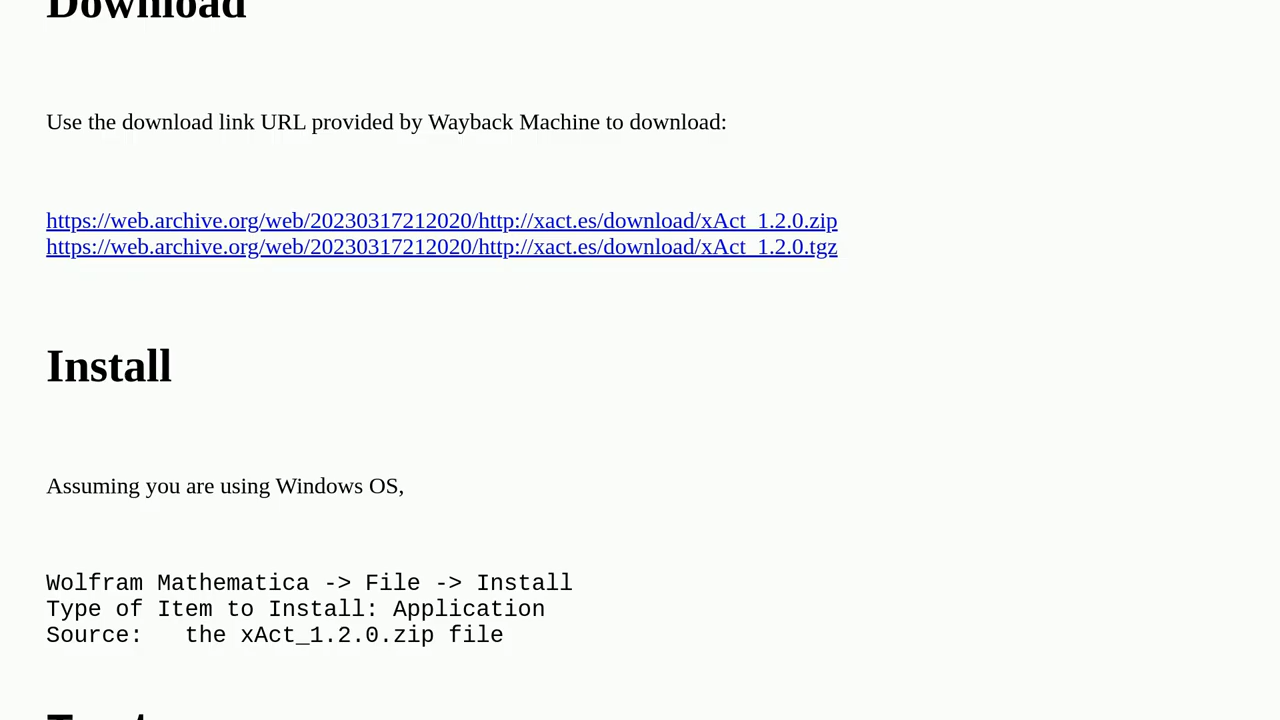 Download
Use the download link URL provided by Wayback Machine to download:
https://web.archive.org/web/20230317212020/http://xact.es/download/xAct_1.2.0.zip
https://web.archive.org/web/20230317212020/http://xact.es/download/xAct_1.2.0.tgz
Install
Assuming you are using Windows OS,
Wolfram Mathematica -> File -> Install
Type of Item to Install: Application
Source:   the xAct_1.2.0.zip file